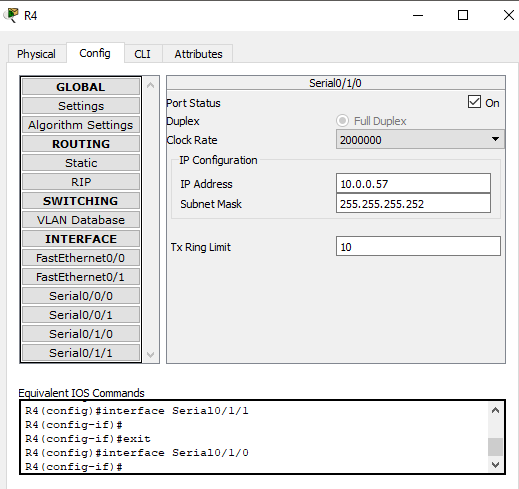 R4
Physical Config CLI Attributes
GLOBAL
Settings
Algorithm Settings
ROUTING
Static
RIP
SWITCHING
VLAN Database
INTERFACE
FastEthernet0/0
FastEthernet0/1
Serial0/0/0
Serial0/0/1
Serial0/1/0
Serial0/1/1
Serial0/1/0
Port Status On
Duplex Full Duplex
Clock Rate 2000000
IP Configuration
IP Address 10.0.0.57
Subnet Mask 255.255.255.252
Tx Ring Limit 10
Equivalent IOS Commands
R4(config)#interface Serial0/1/1
R4(config-if)#
R4(config-if)#exit
R4(config)#interface Serial0/1/0
R4(config-if)#